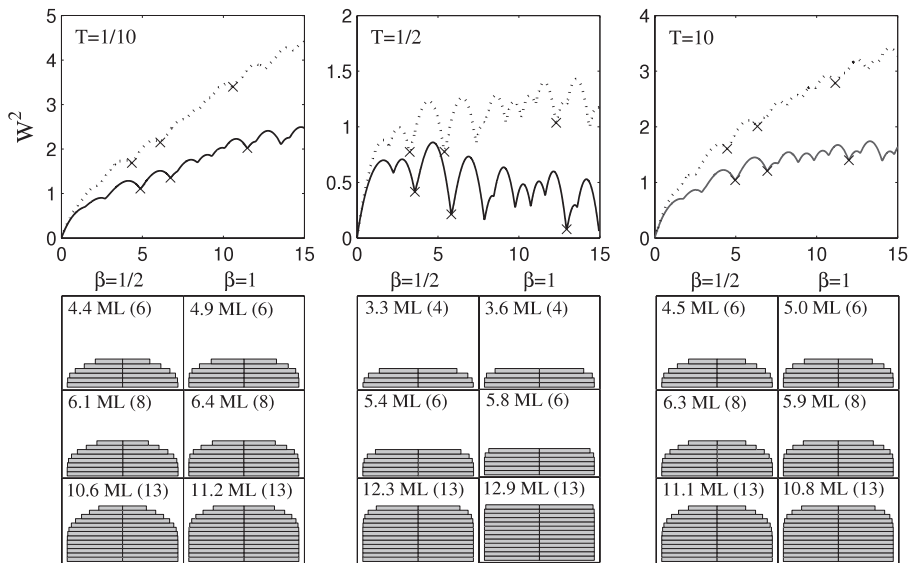 T=1/10
T=1/2
T=10
W²
5
4
3
2
1
0
0 5 10 15
2
1.5
1
0.5
0
0 5 10 15
4
3
2
1
0
0 5 10 15
β=1/2 β=1 β=1/2 β=1 β=1/2 β=1
4.4 ML (6) 4.9 ML (6) 3.3 ML (4) 3.6 ML (4) 4.5 ML (6) 5.0 ML (6)
6.1 ML (8) 6.4 ML (8) 5.4 ML (6) 5.8 ML (6) 6.3 ML (8) 5.9 ML (8)
10.6 ML (13) 11.2 ML (13) 12.3 ML (13) 12.9 ML (13) 11.1 ML (13) 10.8 ML (13)